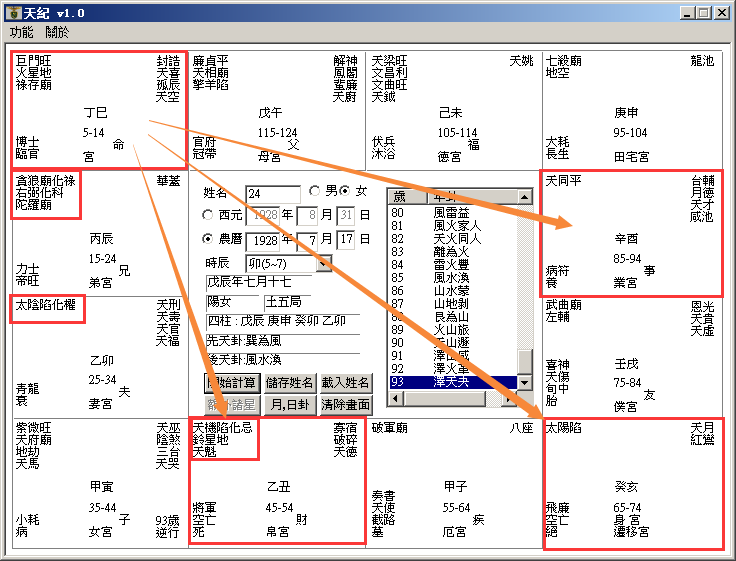 天紀 v1.0
功能 關於
巨門旺 封誥
火星地 天喜
祿存廟 孤辰
天空
丁巳
5-14
博士 命
臨官 宮
廉貞平 解神
天相廟 鳳閣
擎羊陷 蜚廉
天廚
戊午
115-124
官府 父
冠帶 母宮
天梁旺 天姚
文昌利
文曲旺
天鉞
己未
105-114
伏兵 福
沐浴 德宮
七殺廟 龍池
地空
庚申
95-104
大耗
長生 田宅宮
貪狼廟化祿 華蓋
右弼化科
陀羅廟
丙辰
15-24
力士 兄
帝旺 弟宮
姓名 24 男 女
西元 1928 年 8 月 31 日
農曆 1928 年 7 月 17 日
時辰 卯(5~7)
戊辰年七月十七
陽女 土五局
四柱 : 戊辰 庚申 癸卯 乙卯
先天卦:巽為風
後天卦:風水渙
開始計算 儲存姓名 載入姓名
月,日卦 清除畫面
歲 年卦
80 風雷益
81 風火家人
82 天火同人
83 離為火
84 雷火豐
85 風水渙
86 山水蒙
87 山地剝
88 艮為山
89 火山旅
90 天山遯
91 澤山咸
92 澤火革
93 澤天夬
天同平 台輔
月德
天才
咸池
辛酉
85-94
病符 事
養 業宮
太陰陷化權 天刑
天壽
天官
天福
乙卯
25-34
青龍 夫
衰 妻宮
武曲廟 恩光
左輔 天貴
天虛
壬戌
喜神 75-84
天傷
旬中 友
胎 僕宮
紫微旺 天巫
天府廟 陰煞
地劫 三台
天馬 天哭
甲寅
35-44
小耗 子 93歲
病 女宮 逆行
天機陷化忌 寡宿
鈴星地 破碎
天魁 天德
乙丑
將軍 45-54
空亡 財
死 帛宮
破軍廟 八座
甲子
奏書 55-64
天使
截路 疾
墓 厄宮
太陽陷 天月
紅鸞
癸亥
飛廉 65-74
空亡 身宮
絕 遷移宮